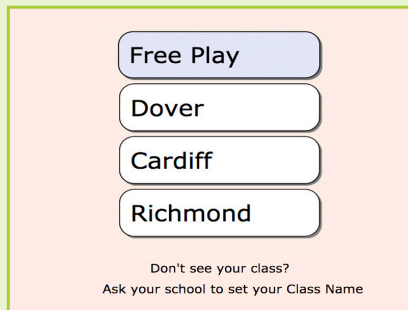 Free Play
Dover
Cardiff
Richmond
Don't see your class?
Ask your school to set your Class Name